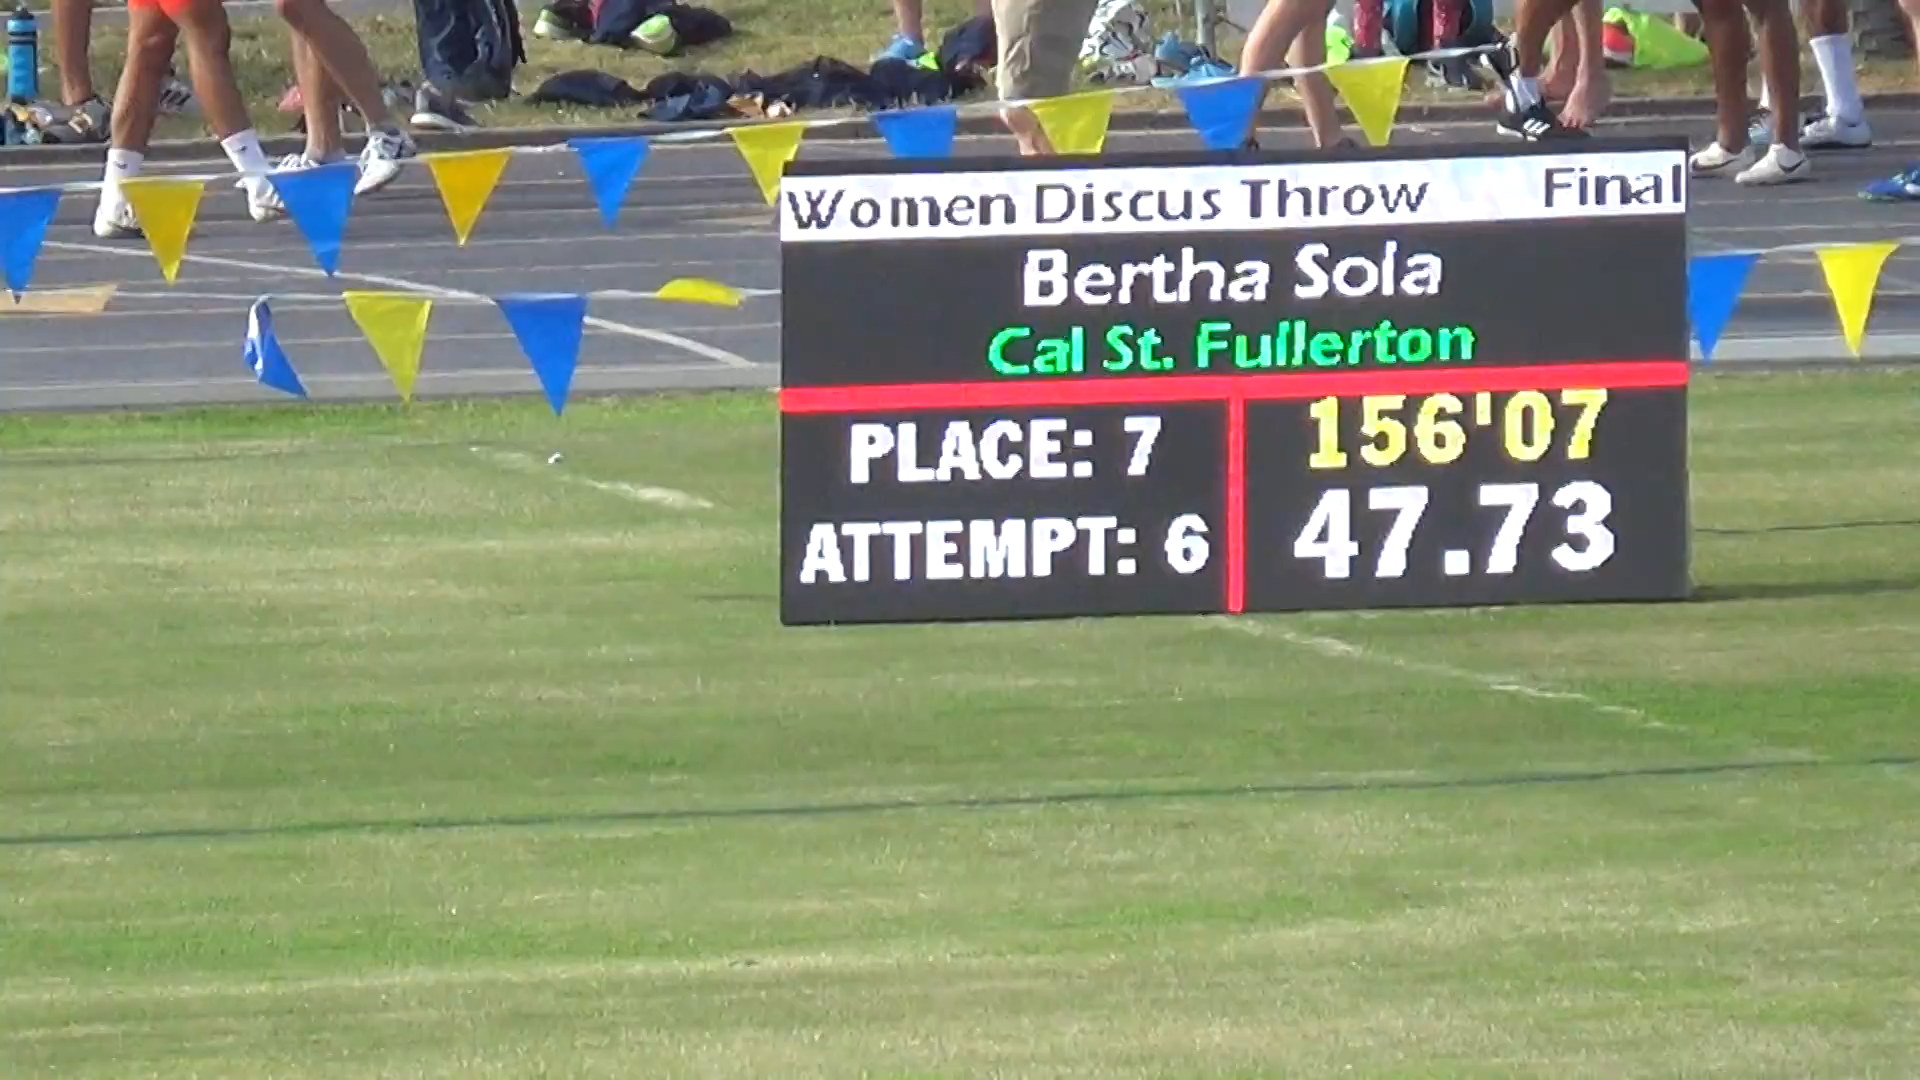 Women Discus Throw Final
Bertha Sola
Cal St. Fullerton
PLACE: 7 156'07
ATTEMPT: 6 47.73